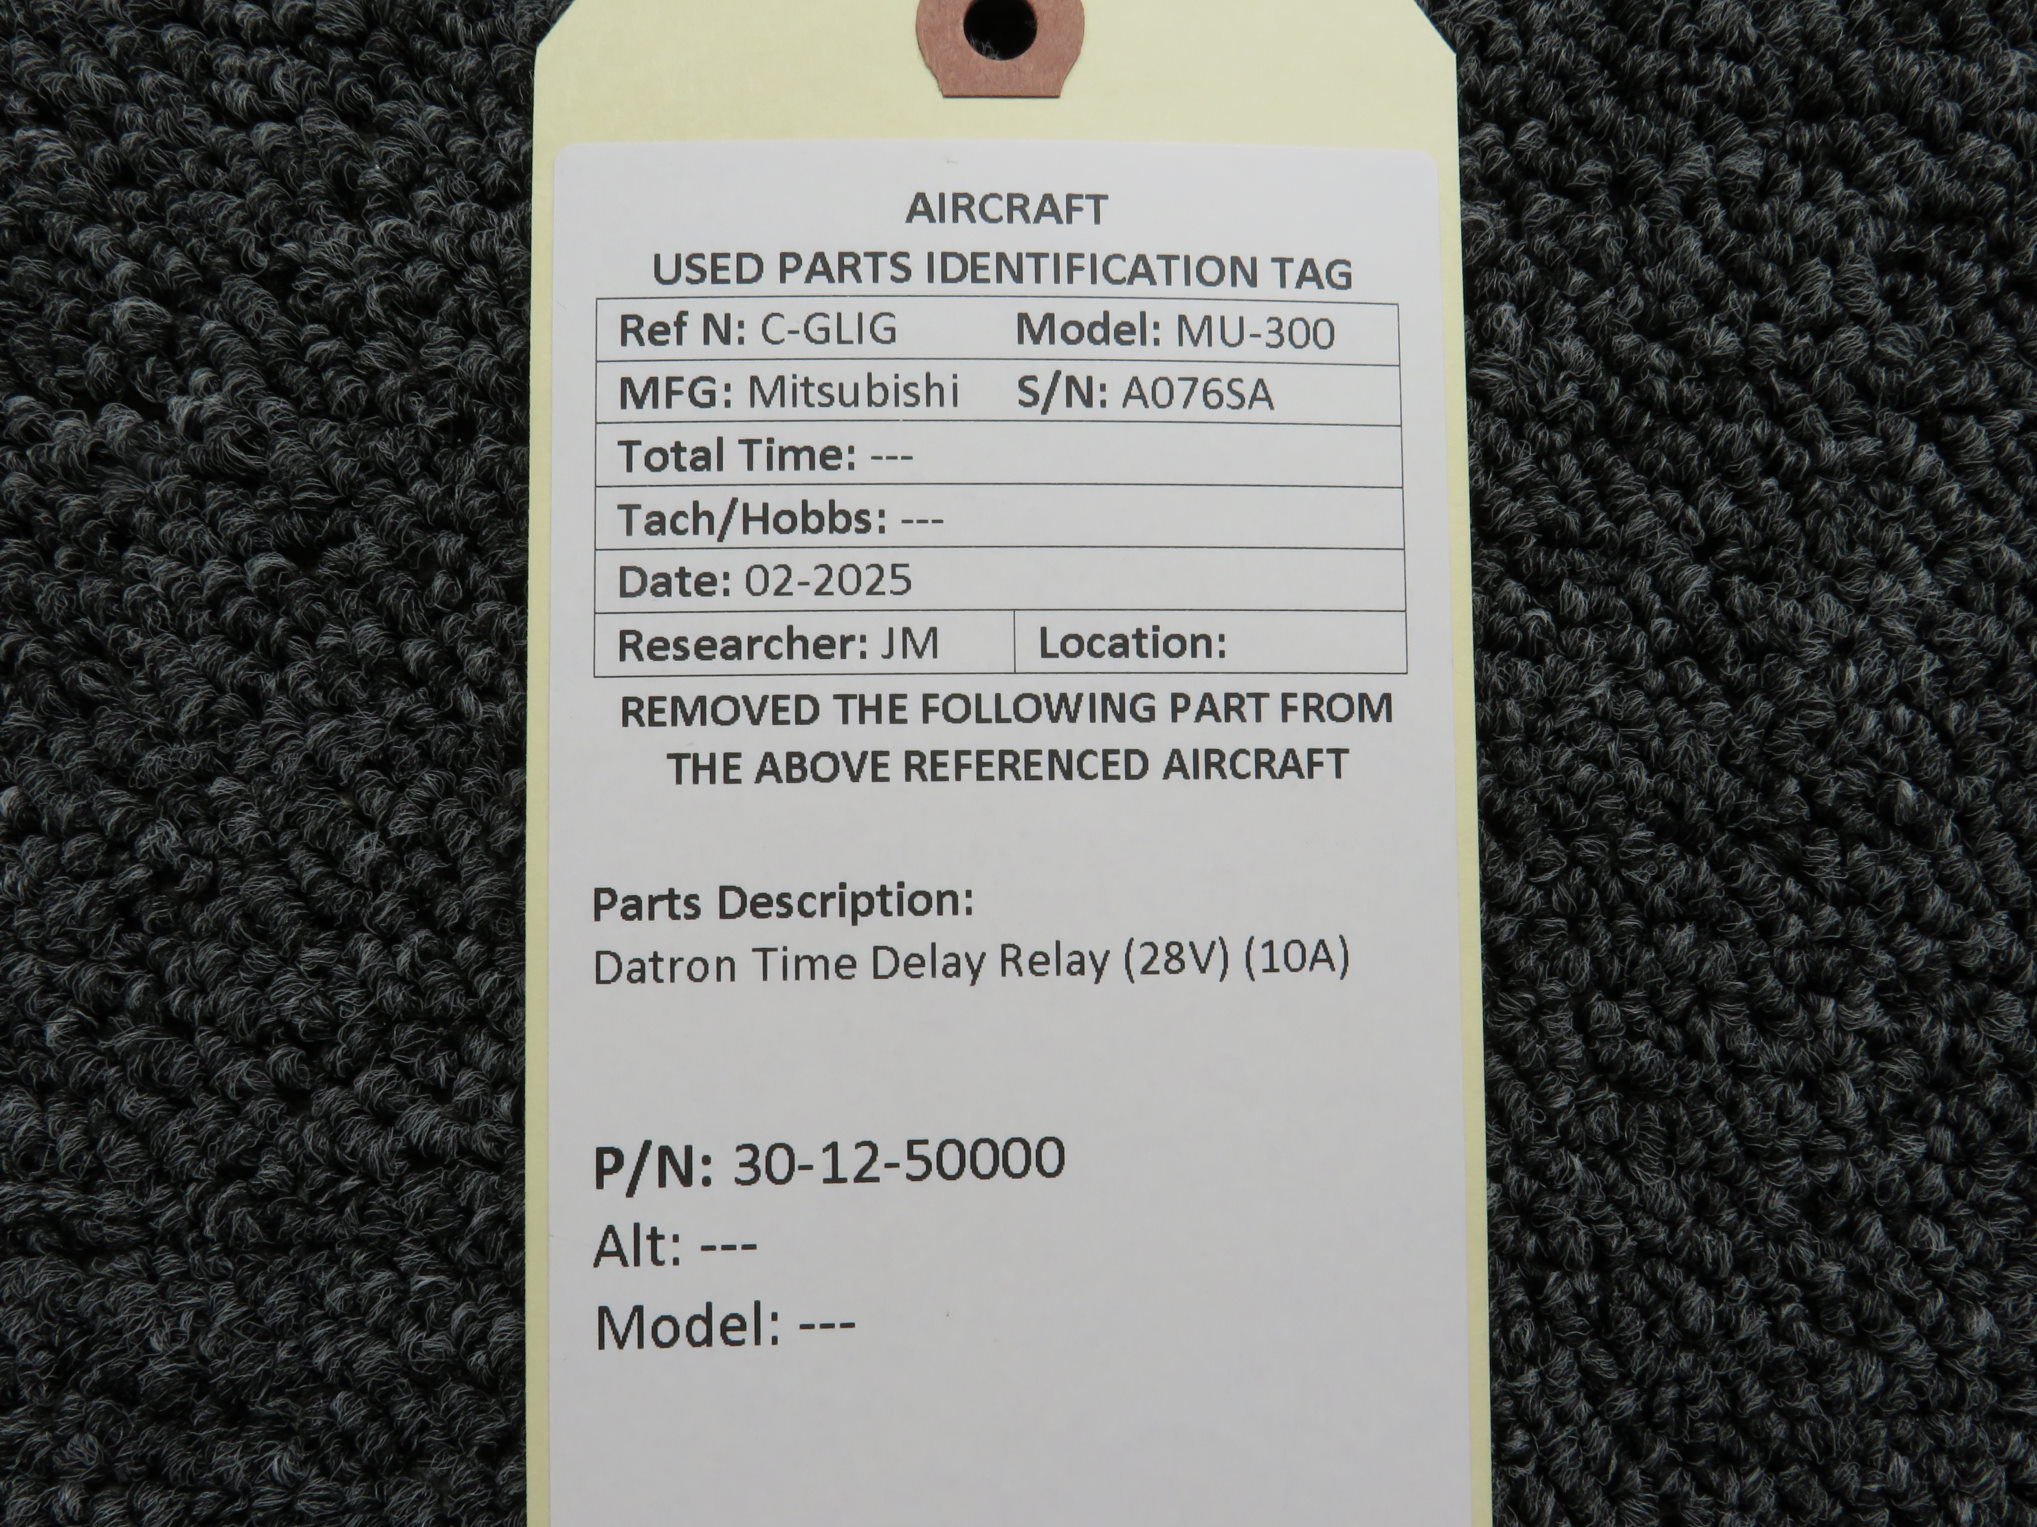 AIRCRAFT
USED PARTS IDENTIFICATION TAG
Ref N: C-GLIG Model: MU-300
MFG: Mitsubishi S/N: A076SA
Total Time: ---
Tach/Hobbs: ---
Date: 02-2025
Researcher: JM Location:
REMOVED THE FOLLOWING PART FROM
THE ABOVE REFERENCED AIRCRAFT
Parts Description:
Datron Time Delay Relay (28V) (10A)
P/N: 30-12-50000
Alt: ---
Model: ---